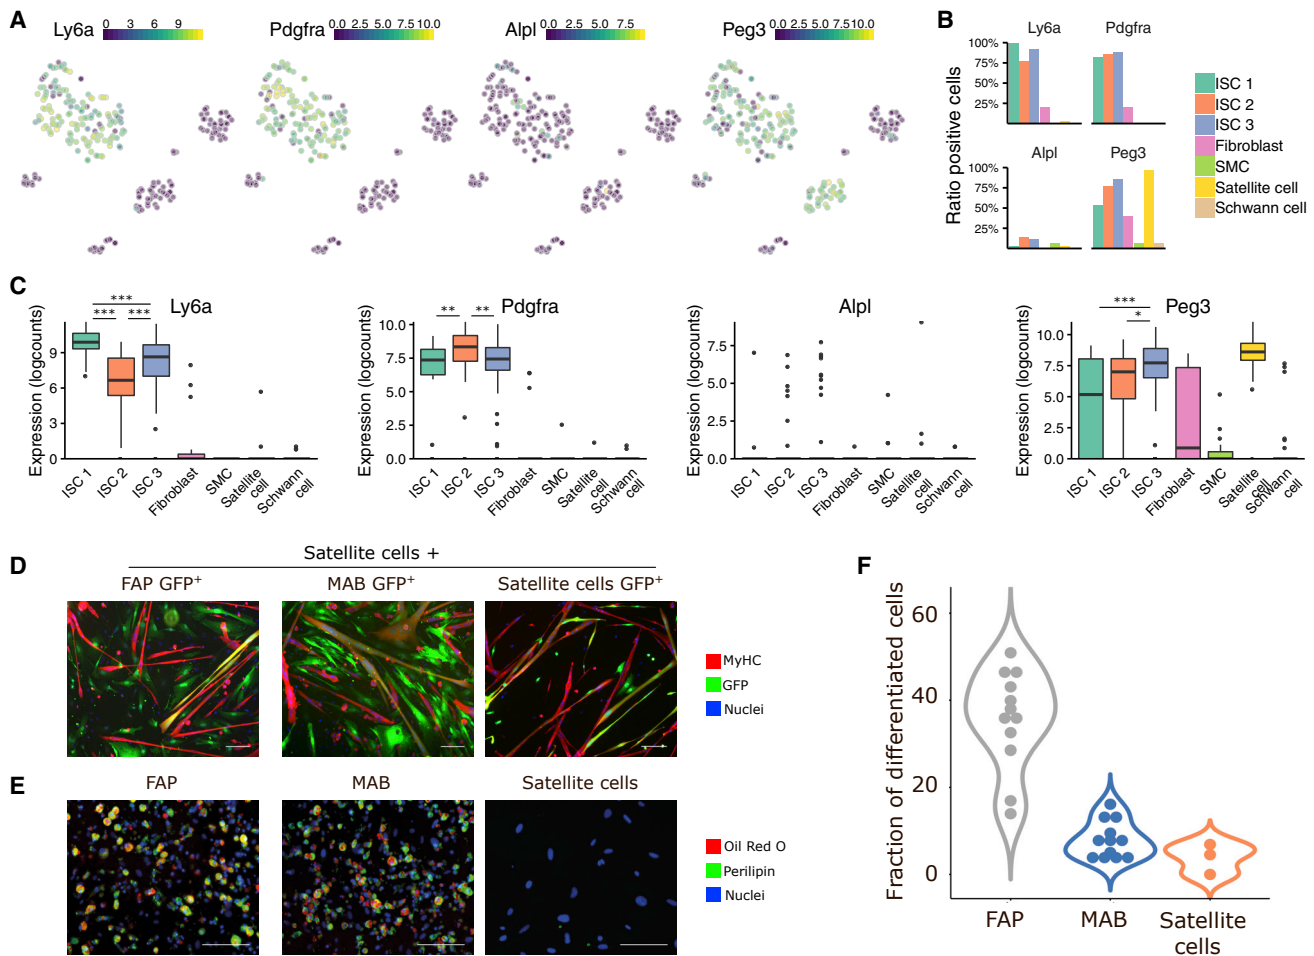 A
Ly6a
0 3 6 9
Pdgfra
0.0 2.5 5.0 7.5 10.0
Alpl
0.0 2.5 5.0 7.5
Peg3
0.0 2.5 5.0 7.5 10.0
B
Ratio positive cells
Ly6a
Pdgfra
100%
75%
50%
25%
Alpl
Peg3
100%
75%
50%
25%
ISC 1
ISC 2
ISC 3
Fibroblast
SMC
Satellite cell
Schwann cell
C
Ly6a
*** 
*** ***
Expression (logcounts)
9
6
3
0
ISC 1
ISC 2
ISC 3
Fibroblast
SMC
Satellite
cell
Schwann
cell
Pdgfra
** **
Expression (logcounts)
10.0
7.5
5.0
2.5
0.0
ISC 1
ISC 2
ISC 3
Fibroblast
SMC
Satellite
cell
Schwann
cell
Alpl
Expression (logcounts)
7.5
5.0
2.5
0.0
ISC 1
ISC 2
ISC 3
Fibroblast
SMC
Satellite
cell
Schwann
cell
Peg3
***
*
Expression (logcounts)
10.0
7.5
5.0
2.5
0.0
ISC 1
ISC 2
ISC 3
Fibroblast
SMC
Satellite
cell
Schwann
cell
D
Satellite cells +
FAP GFP+
MAB GFP+
Satellite cells GFP+
MyHC
GFP
Nuclei
E
FAP
MAB
Satellite cells
Oil Red O
Perilipin
Nuclei
F
Fraction of differentiated cells
60
40
20
0
FAP
MAB
Satellite
cells